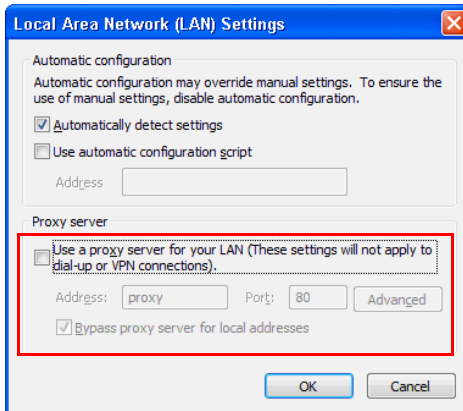 Local Area Network (LAN) Settings
Automatic configuration
Automatic configuration may override manual settings. To ensure the
use of manual settings, disable automatic configuration.
Automatically detect settings
Use automatic configuration script
Address
Proxy server
Use a proxy server for your LAN (These settings will not apply to
dial-up or VPN connections).
Address: proxy Port: 80 Advanced
Bypass proxy server for local addresses
OK Cancel